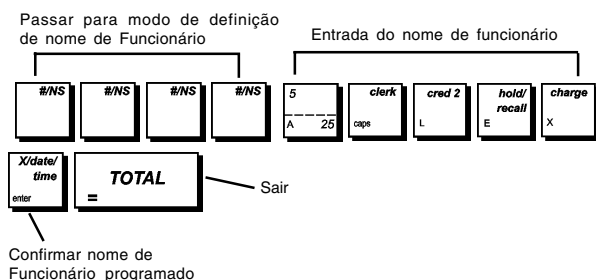 Passar para modo de definição
de nome de Funcionário
Entrada do nome de funcionário
#/NS #/NS #/NS #/NS 5 clerk cred 2 hold/ charge
recall
A 25 caps L E X
X/date/
time
TOTAL
enter =
Sair
Confirmar nome de
Funcionário programado